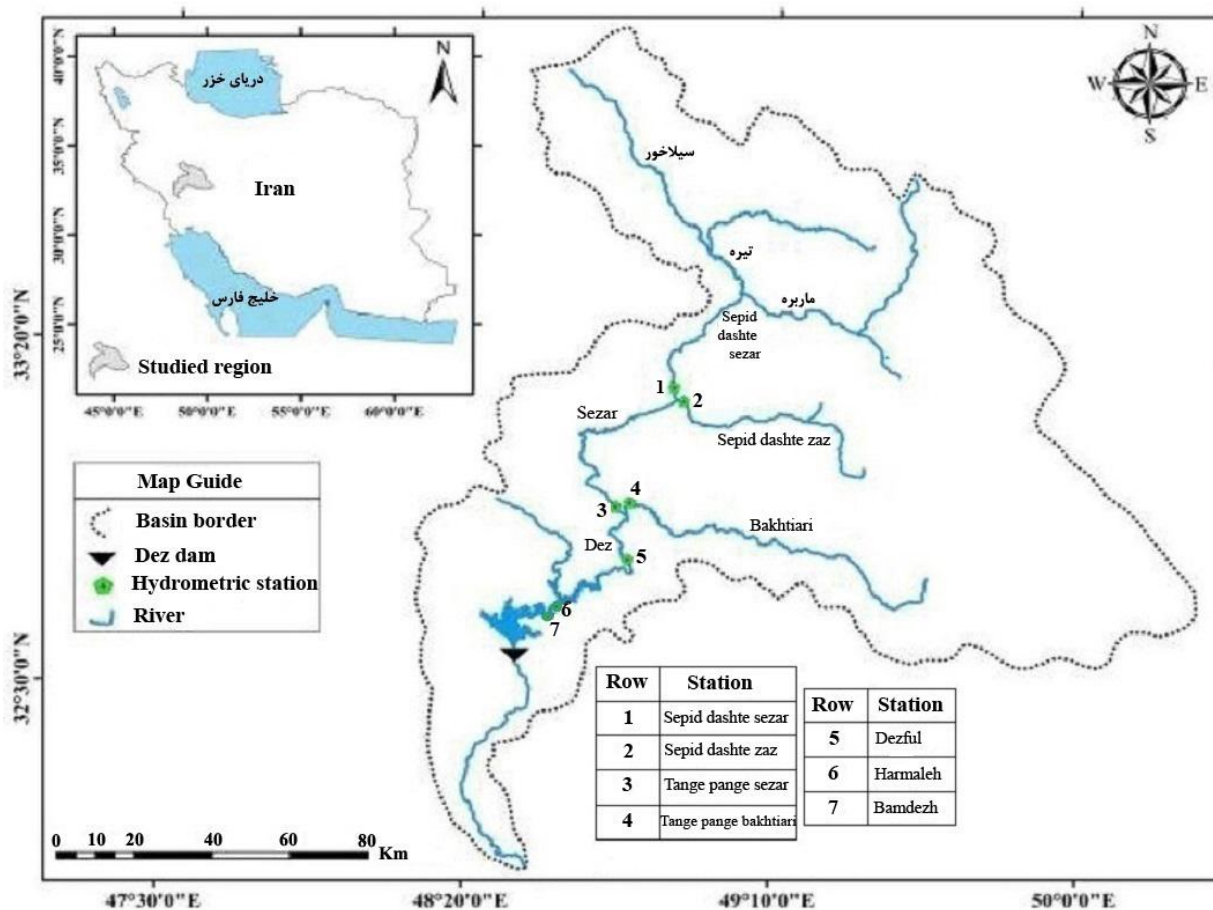 40°0'0"N
35°0'0"N
30°0'0"N
25°0'0"N
45°0'0"E
50°0'0"E
55°0'0"E
60°0'0"E
N
دریای خزر
Iran
خلیج فارس
Studied region
N
W
E
S
سیلاخور
تیره
ماربره
Sepid
dashte
sezar
1
2
Sezar
Sepid dashte zaz
3
4
Bakhtiari
Dez
5
6
7
Map Guide
Basin border
Dez dam
Hydrometric station
River
Row Station
1 Sepid dashte sezar
2 Sepid dashte zaz
3 Tange pange sezar
4 Tange pange bakhtiari
Row Station
5 Dezful
6 Harmaleh
7 Bamdezh
0 10 20 40 60 80
Km
33°20'0"N
32°30'0"N
47°30'0"E
48°20'0"E
49°10'0"E
50°0'0"E